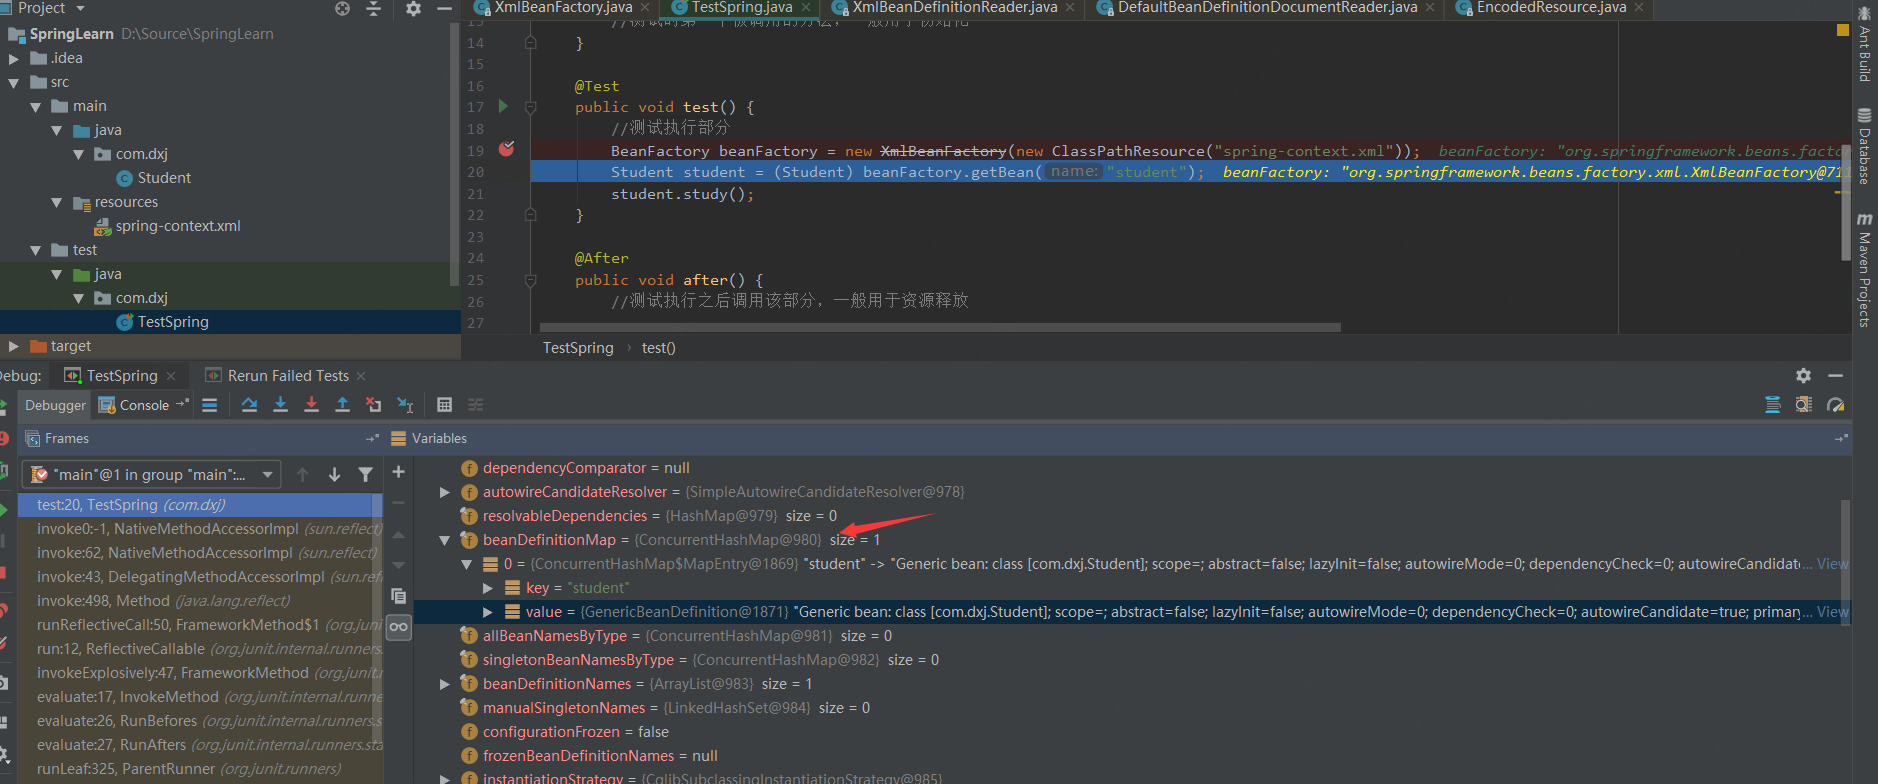 Project
SpringLearn D:\Source\SpringLearn
.idea
src
main
java
com.dxj
Student
resources
spring-context.xml
test
java
com.dxj
TestSpring
target
XmlBeanFactory.java
TestSpring.java
XmlBeanDefinitionReader.java
DefaultBeanDefinitionDocumentReader.java
EncodedResource.java
14 }
15
16 @Test
17 public void test() {
18 //测试执行部分
19 BeanFactory beanFactory = new XmlBeanFactory(new ClassPathResource("spring-context.xml")); beanFactory: "org.springframework.beans.facto
20 Student student = (Student) beanFactory.getBean( name: "student"); beanFactory: "org.springframework.beans.factory.xml.XmlBeanFactory@711
21 student.study();
22 }
23
24 @After
25 public void after() {
26 //测试执行之后调用该部分，一般用于资源释放
27
TestSpring › test()
Ant Build
Database
Maven Projects
ebug: TestSpring Rerun Failed Tests
Debugger Console
Frames
"main"@1 in group "main":...
test:20, TestSpring (com.dxj)
invoke0:-1, NativeMethodAccessorImpl (sun.reflect)
invoke:62, NativeMethodAccessorImpl (sun.reflect)
invoke:43, DelegatingMethodAccessorImpl (sun.refl
invoke:498, Method (java.lang.reflect)
runReflectiveCall:50, FrameworkMethod$1 (org.juni
run:12, ReflectiveCallable (org.junit.internal.runners.
invokeExplosively:47, FrameworkMethod (org.junit.
evaluate:17, InvokeMethod (org.junit.internal.runne
evaluate:26, RunBefores (org.junit.internal.runners.s
evaluate:27, RunAfters (org.junit.internal.runners.sta
runLeaf:325, ParentRunner (org.junit.runners)
Variables
dependencyComparator = null
autowireCandidateResolver = {SimpleAutowireCandidateResolver@978}
resolvableDependencies = {HashMap@979} size = 0
beanDefinitionMap = {ConcurrentHashMap@980} size = 1
0 = {ConcurrentHashMap$MapEntry@1869} "student" -> "Generic bean: class [com.dxj.Student]; scope=; abstract=false; lazyInit=false; autowireMode=0; dependencyCheck=0; autowireCandidate... View
key = "student"
value = {GenericBeanDefinition@1871} "Generic bean: class [com.dxj.Student]; scope=; abstract=false; lazyInit=false; autowireMode=0; dependencyCheck=0; autowireCandidate=true; primary... View
allBeanNamesByType = {ConcurrentHashMap@981} size = 0
singletonBeanNamesByType = {ConcurrentHashMap@982} size = 0
beanDefinitionNames = {ArrayList@983} size = 1
manualSingletonNames = {LinkedHashSet@984} size = 0
configurationFrozen = false
frozenBeanDefinitionNames = null
instantiationStrategy = {CglibSubclassingInstantiationStrategy@985}